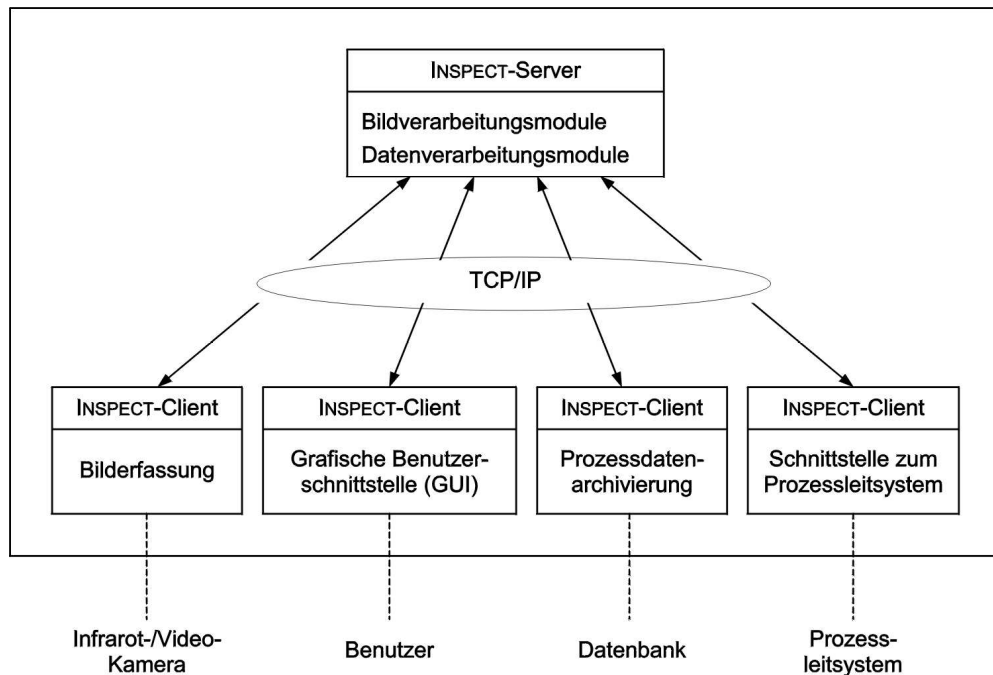 INSPECT-Server
Bildverarbeitungsmodule
Datenverarbeitungsmodule
TCP/IP
INSPECT-Client
Bilderfassung
INSPECT-Client
Grafische Benutzer-
schnittstelle (GUI)
INSPECT-Client
Prozessdaten-
archivierung
INSPECT-Client
Schnittstelle zum
Prozessleitsystem
Infrarot-/Video-
Kamera
Benutzer
Datenbank
Prozess-
leitsystem